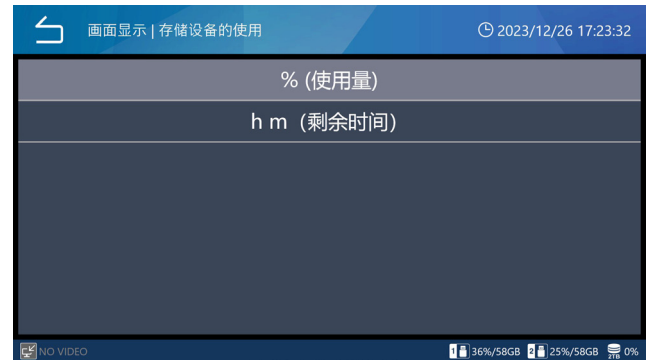 画面显示 | 存储设备的使用 2023/12/26 17:23:32
% (使用量)
h m (剩余时间)
NO VIDEO 1 36%/58GB 2 25%/58GB 2TB 0%